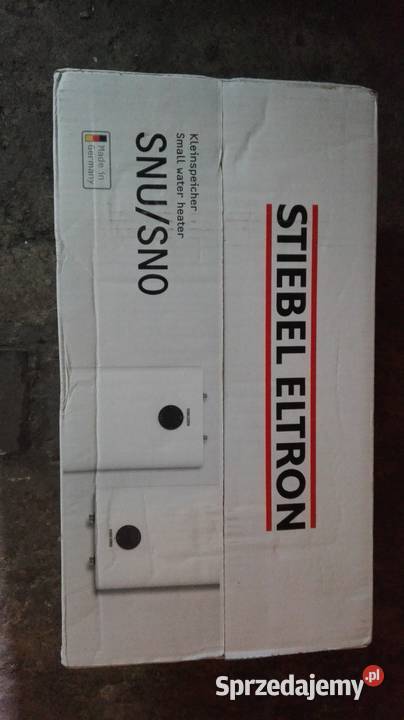 STIEBEL ELTRON
Kleinspeicher
Small water heater
SNU/SNO
Made in
Germany
Sprzedajemy.pl